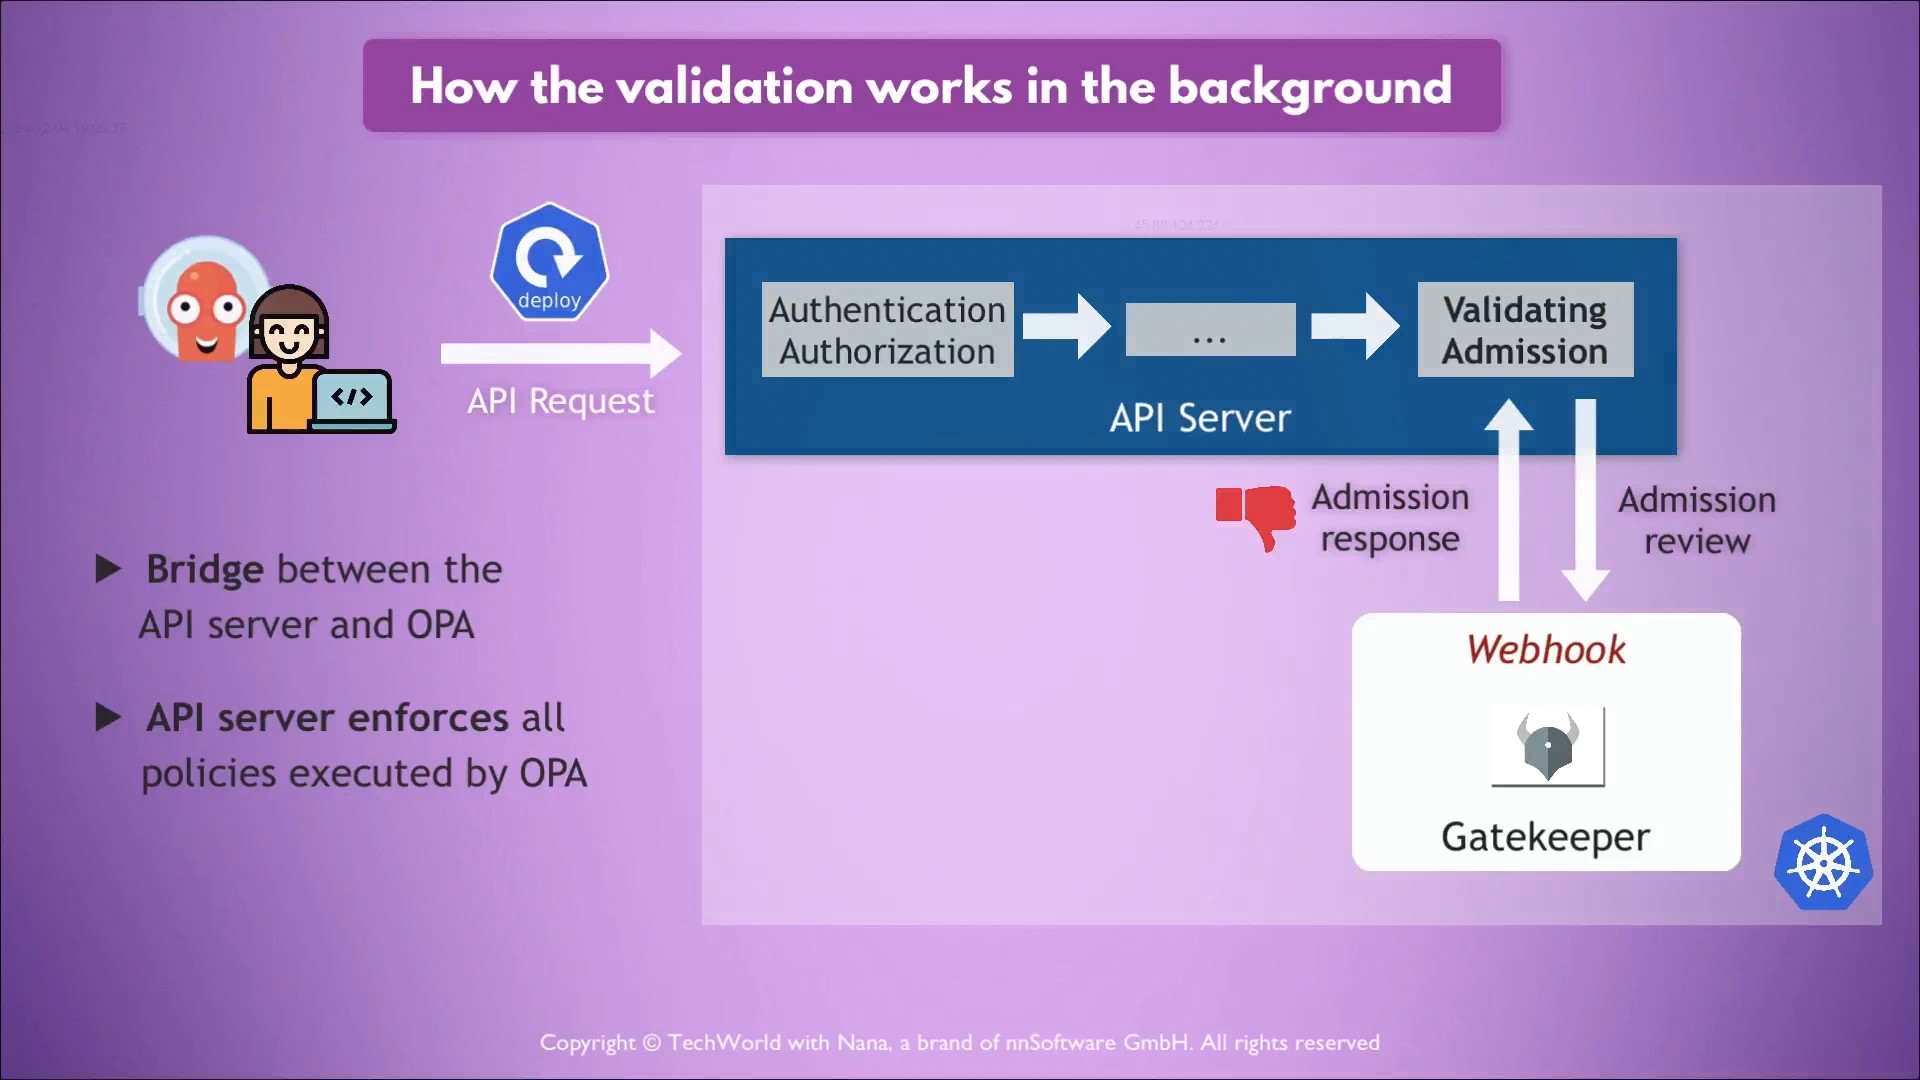 How the validation works in the background
deploy
API Request
Authentication
Authorization
...
Validating
Admission
API Server
Admission
response
Admission
review
Webhook
Gatekeeper
</>
▶ Bridge between the
API server and OPA
▶ API server enforces all
policies executed by OPA
Copyright © TechWorld with Nana, a brand of nnSoftware GmbH. All rights reserved